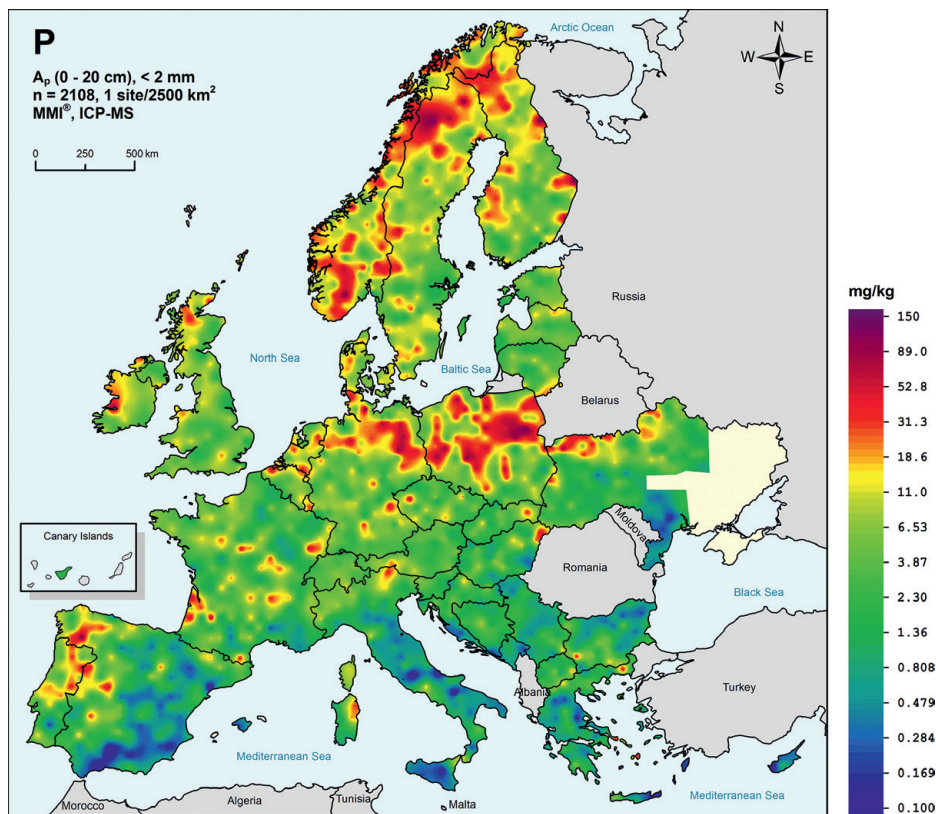 P
Aₚ (0 - 20 cm), < 2 mm
n = 2108, 1 site/2500 km²
MMI®, ICP-MS
0 250 500 km
Arctic Ocean
N
W E
S
Russia
North Sea
Baltic Sea
Belarus
Canary Islands
Moldova
Romania
Black Sea
Albania
Turkey
Mediterranean Sea
Mediterranean Sea
Morocco
Algeria
Tunisia
Malta
mg/kg
150
89.0
52.8
31.3
18.6
11.0
6.53
3.87
2.30
1.36
0.808
0.479
0.284
0.169
0.100